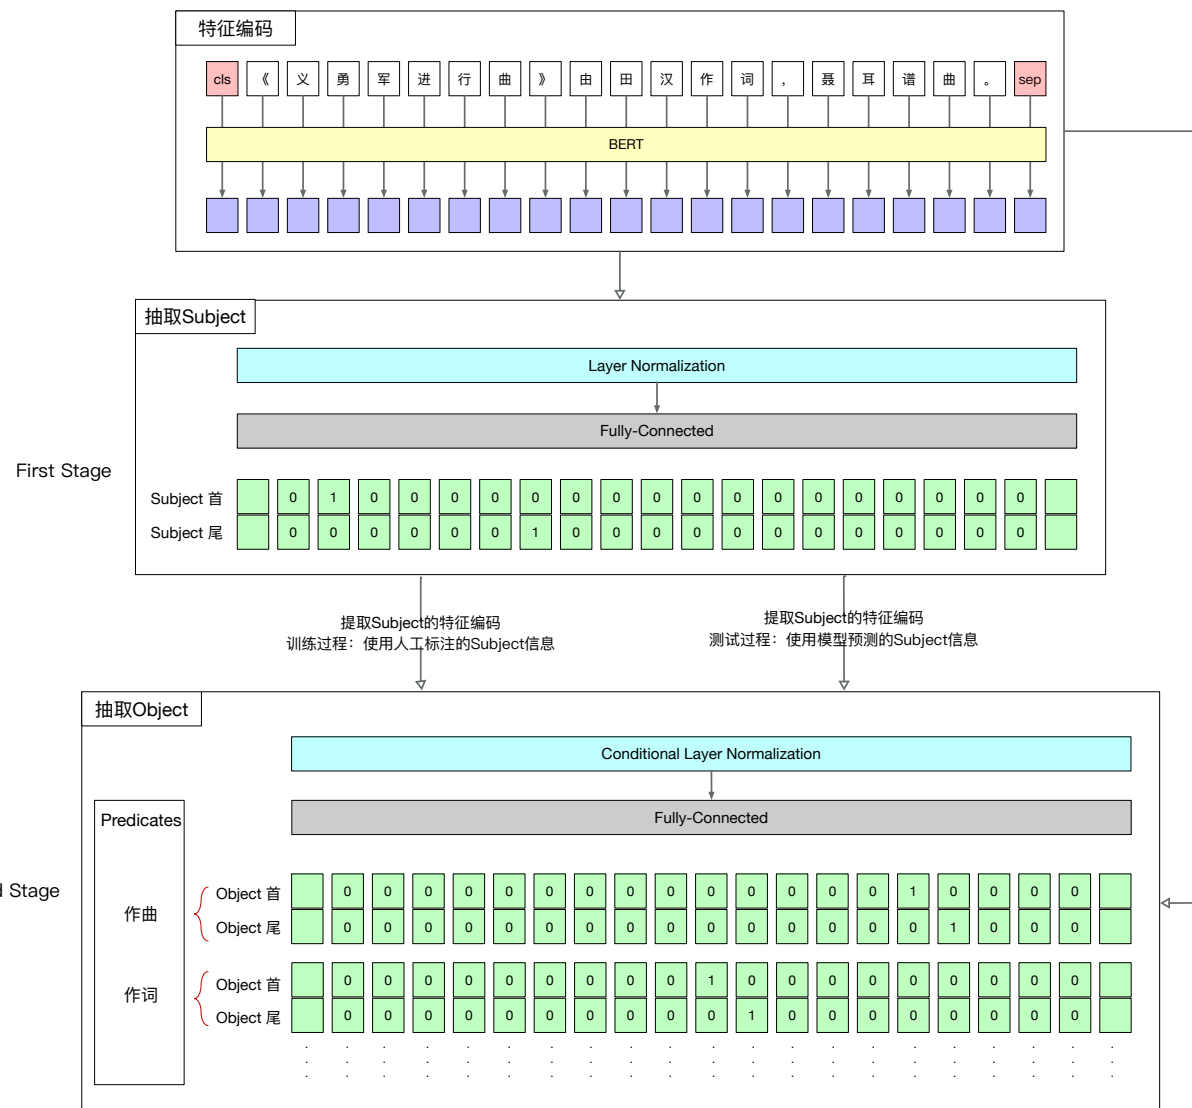 特征编码
cls 《 义 勇 军 进 行 曲 》 由 田 汉 作 词 , 聂 耳 谱 曲 。 sep
BERT
抽取Subject
Layer Normalization
Fully-Connected
First Stage
Subject 首 0 1 0 0 0 0 0 0 0 0 0 0 0 0 0 0 0 0 0
Subject 尾 0 0 0 0 0 0 1 0 0 0 0 0 0 0 0 0 0 0 0
提取Subject的特征编码
训练过程：使用人工标注的Subject信息
提取Subject的特征编码
测试过程：使用模型预测的Subject信息
抽取Object
Conditional Layer Normalization
Fully-Connected
Predicates
d Stage
作曲
Object 首 0 0 0 0 0 0 0 0 0 0 0 0 0 0 1 0 0 0 0
Object 尾 0 0 0 0 0 0 0 0 0 0 0 0 0 0 0 1 0 0 0
作词
Object 首 0 0 0 0 0 0 0 0 0 1 0 0 0 0 0 0 0 0 0
Object 尾 0 0 0 0 0 0 0 0 0 0 1 0 0 0 0 0 0 0 0